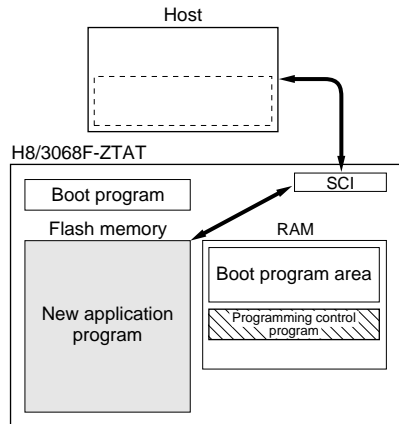 Host
H8/3068F-ZTAT
SCI
Boot program
Flash memory
RAM
Boot program area
New application
program
Programming control
program